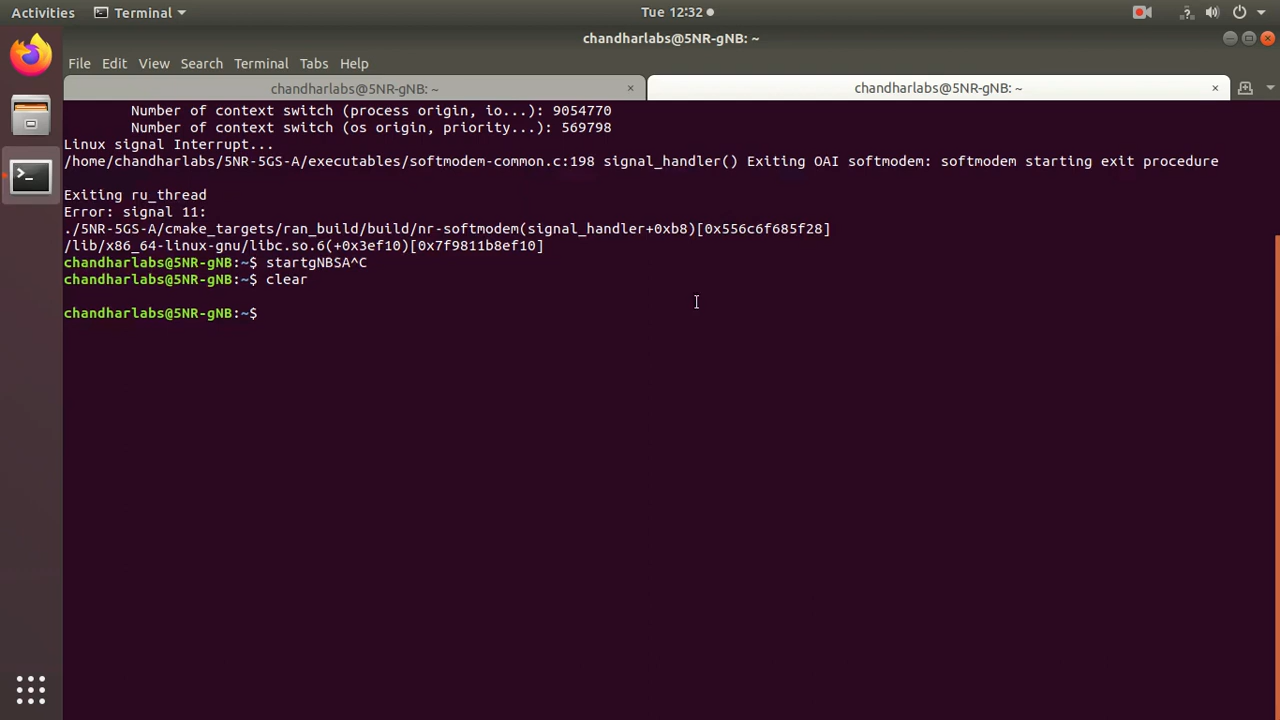 Activities Terminal Tue 12:32
chandharlabs@5NR-gNB: ~
File Edit View Search Terminal Tabs Help
chandharlabs@5NR-gNB: ~ × chandharlabs@5NR-gNB: ~ ×
Number of context switch (process origin, io...): 9054770
Number of context switch (os origin, priority...): 569798
Linux signal Interrupt...
/home/chandharlabs/5NR-5GS-A/executables/softmodem-common.c:198 signal_handler() Exiting OAI softmodem: softmodem starting exit procedure
Exiting ru_thread
Error: signal 11:
./5NR-5GS-A/cmake_targets/ran_build/build/nr-softmodem(signal_handler+0xb8)[0x556c6f685f28]
/lib/x86_64-linux-gnu/libc.so.6(+0x3ef10)[0x7f9811b8ef10]
chandharlabs@5NR-gNB:~$ startgNBSA^C
chandharlabs@5NR-gNB:~$ clear
chandharlabs@5NR-gNB:~$